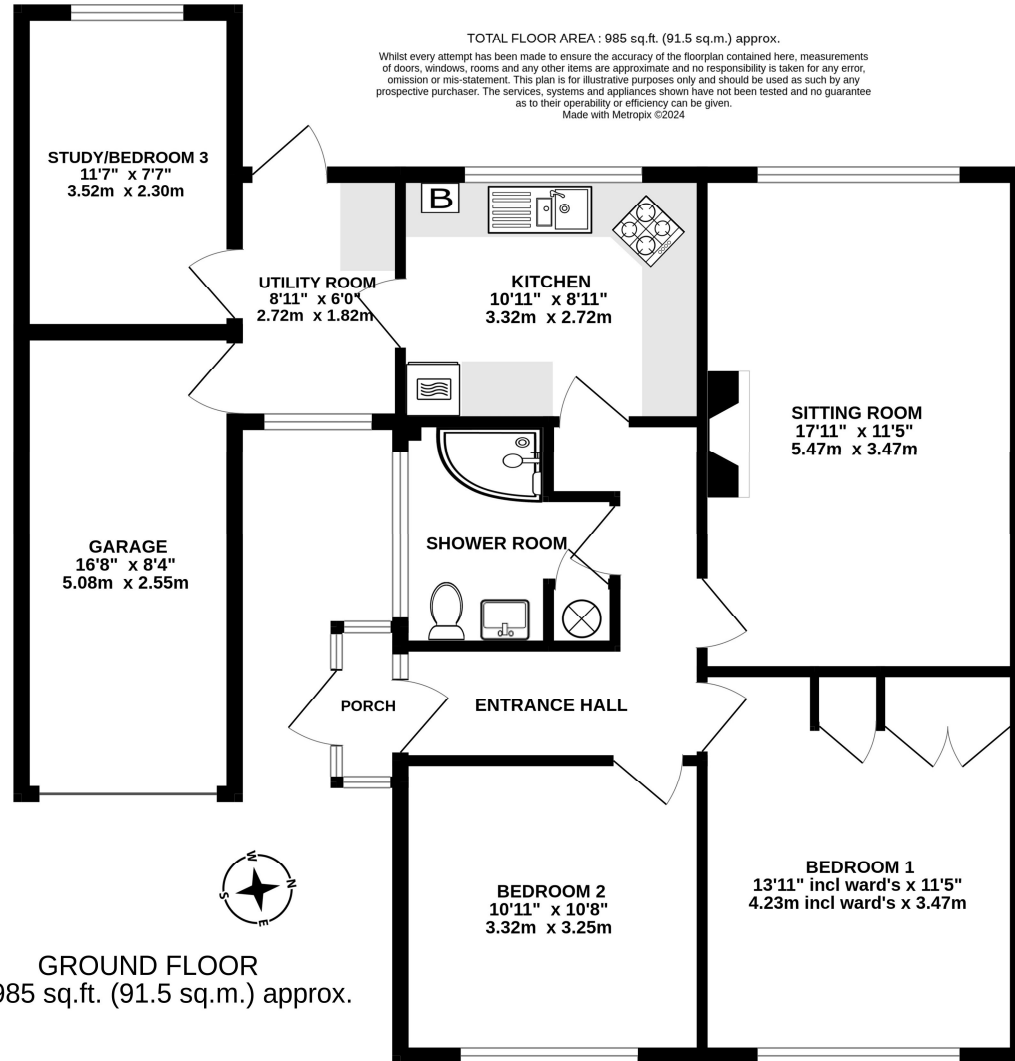 TOTAL FLOOR AREA : 985 sq.ft. (91.5 sq.m.) approx.
Whilst every attempt has been made to ensure the accuracy of the floorplan contained here, measurements
of doors, windows, rooms and any other items are approximate and no responsibility is taken for any error,
omission or mis-statement. This plan is for illustrative purposes only and should be used as such by any
prospective purchaser. The services, systems and appliances shown have not been tested and no guarantee
as to their operability or efficiency can be given.
Made with Metropix ©2024
STUDY/BEDROOM 3
11'7" x 7'7"
3.52m x 2.30m
B
UTILITY ROOM
8'11" x 6'0"
2.72m x 1.82m
KITCHEN
10'11" x 8'11"
3.32m x 2.72m
SITTING ROOM
17'11" x 11'5"
5.47m x 3.47m
GARAGE
16'8" x 8'4"
5.08m x 2.55m
SHOWER ROOM
PORCH
ENTRANCE HALL
BEDROOM 1
13'11" incl ward's x 11'5"
4.23m incl ward's x 3.47m
BEDROOM 2
10'11" x 10'8"
3.32m x 3.25m
W
N
S
E
GROUND FLOOR
985 sq.ft. (91.5 sq.m.) approx.